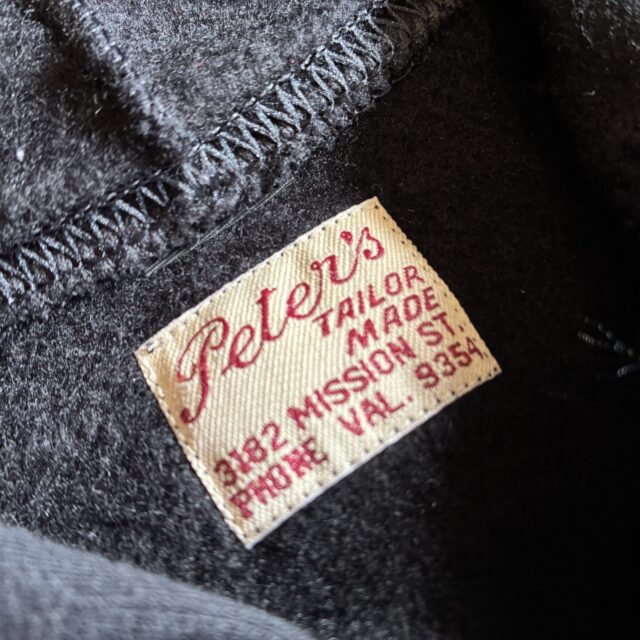 Peter's
TAILOR
MADE
3182 MISSION ST.
PHONE VAL. 9354